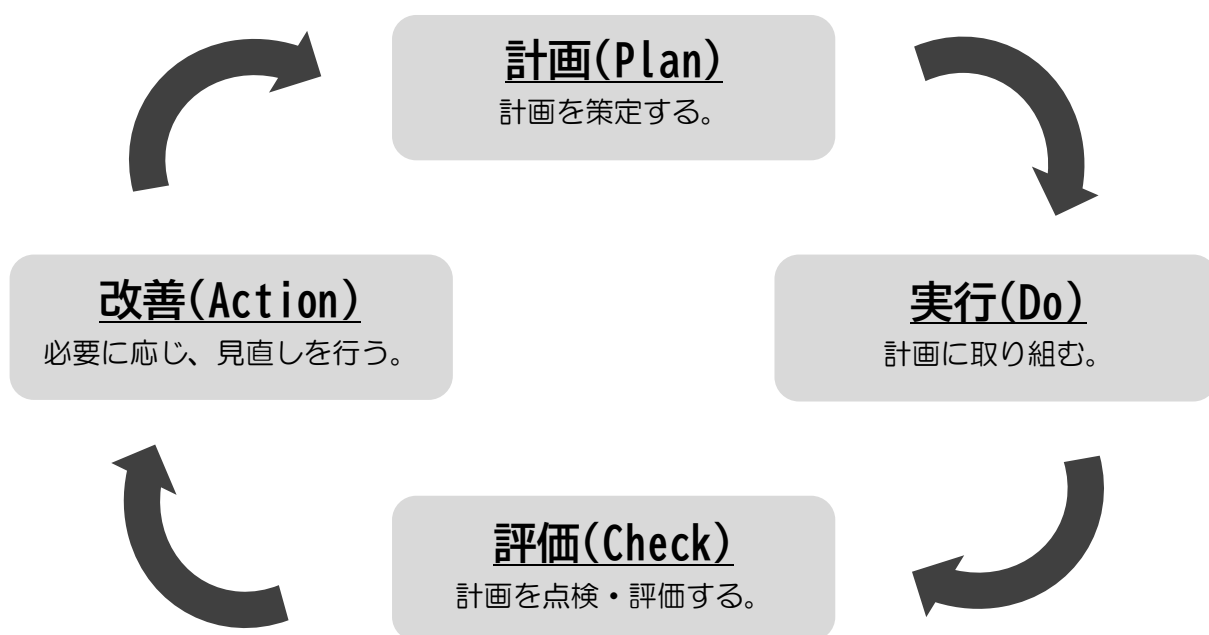 計画(Plan)
計画を策定する。
改善(Action)
必要に応じ、見直しを行う。
実行(Do)
計画に取り組む。
評価(Check)
計画を点検・評価する。